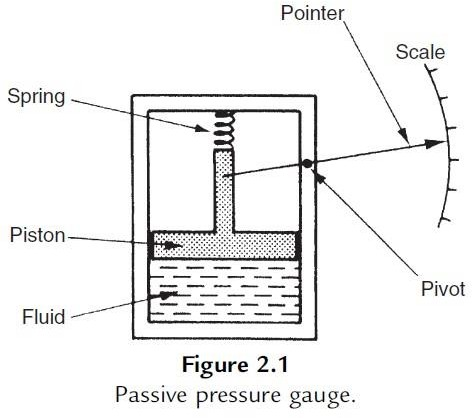 Pointer
Scale
Spring
Piston
Pivot
Fluid
Figure 2.1
Passive pressure gauge.